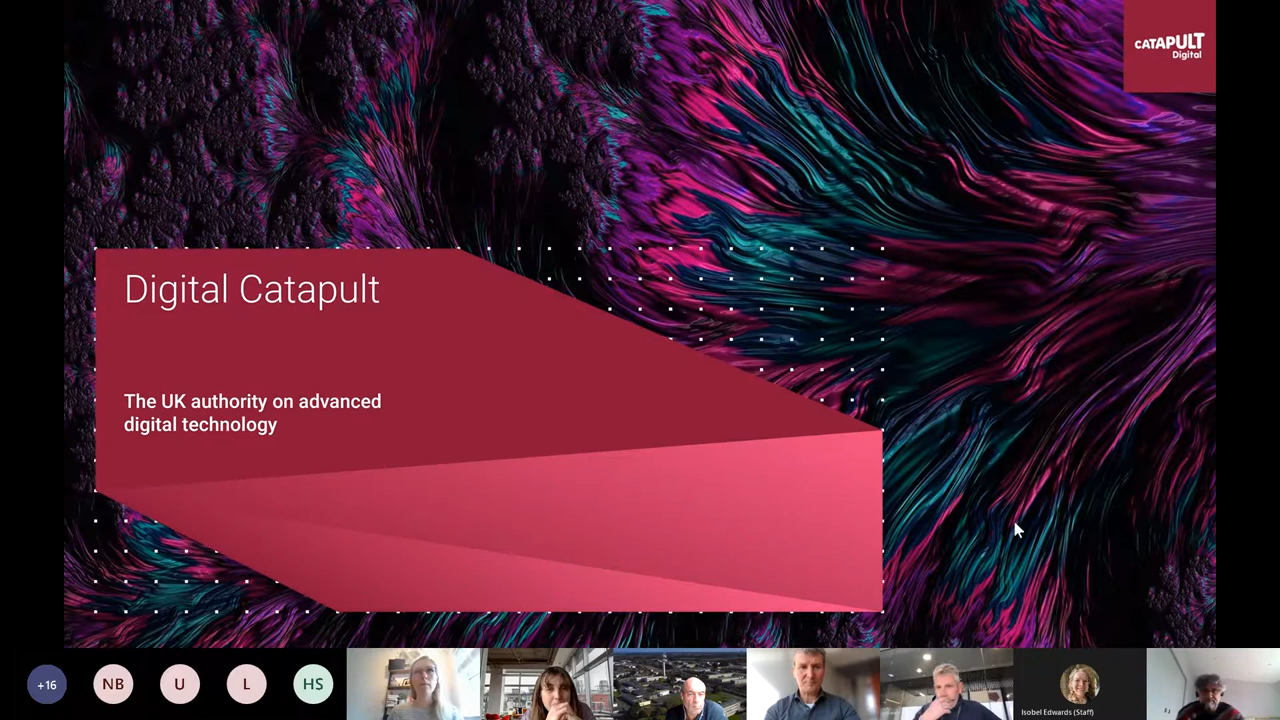 CATAPULT
Digital
Digital Catapult
The UK authority on advanced
digital technology
+16
NB
U
L
HS
Isobel Edwards (Staff)